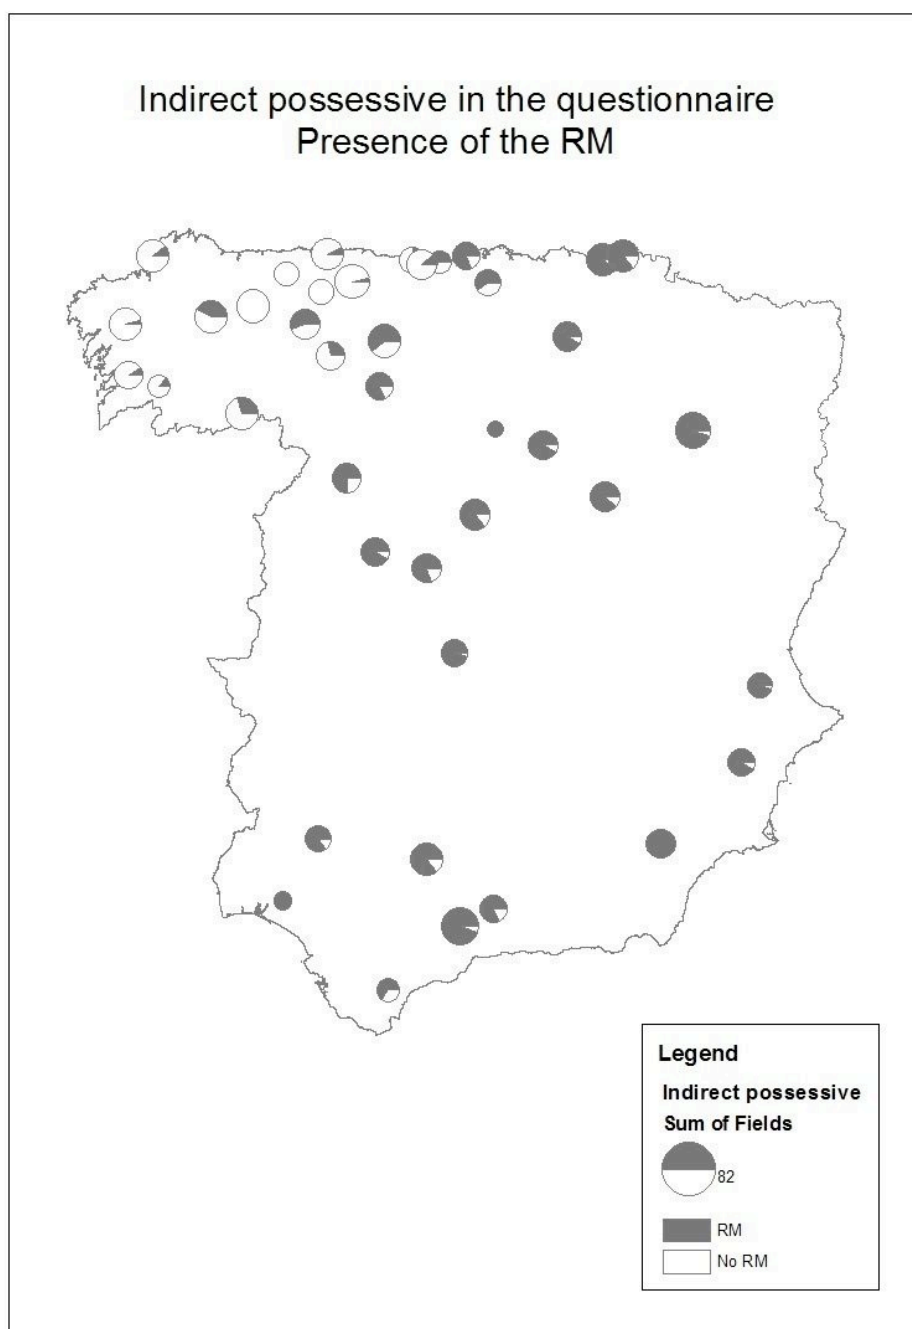 Indirect possessive in the questionnaire
Presence of the RM
Legend
Indirect possessive
Sum of Fields
82
RM
No RM